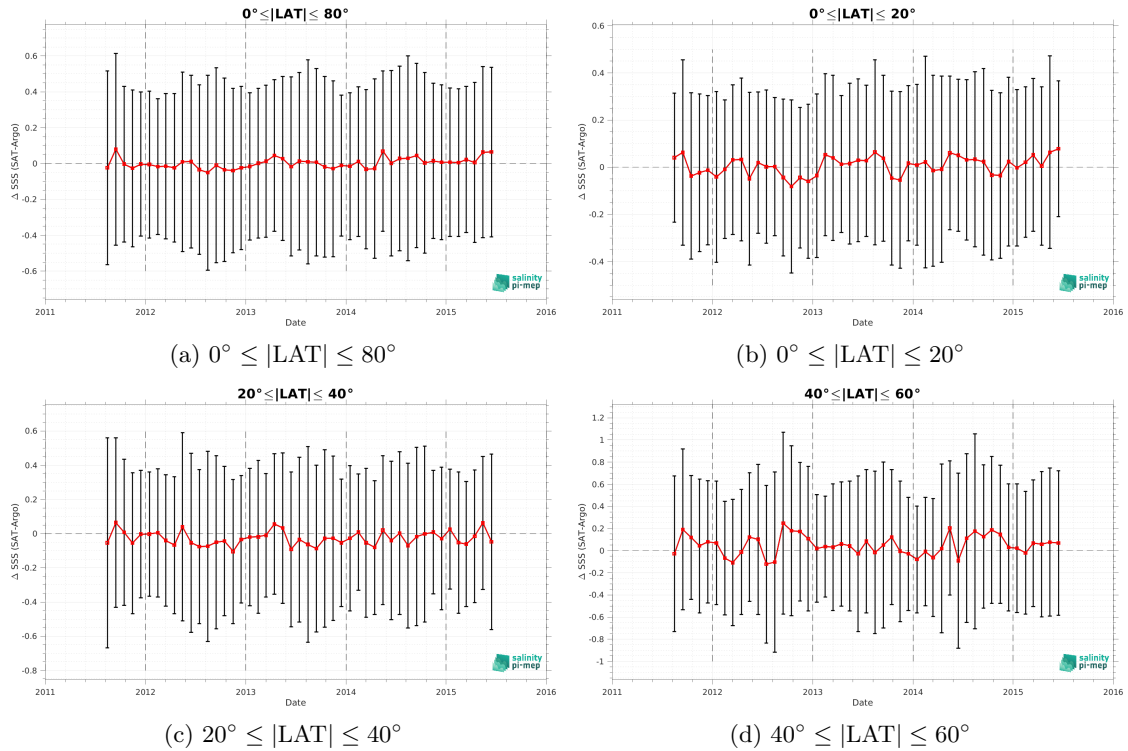 0°≤|LAT|≤ 80°
0.6
0.4
0.2
0
-0.2
-0.4
-0.6
Δ SSS (SAT-Argo)
2011
2012
2013
2014
2015
2016
Date
salinity
pi-mep
(a) 0° ≤ |LAT| ≤ 80°
0°≤|LAT|≤ 20°
0.6
0.4
0.2
0
-0.2
-0.4
Δ SSS (SAT-Argo)
2011
2012
2013
2014
2015
2016
Date
salinity
pi-mep
(b) 0° ≤ |LAT| ≤ 20°
20°≤|LAT|≤ 40°
0.6
0.4
0.2
0
-0.2
-0.4
-0.6
-0.8
Δ SSS (SAT-Argo)
2011
2012
2013
2014
2015
2016
Date
salinity
pi-mep
(c) 20° ≤ |LAT| ≤ 40°
40°≤|LAT|≤ 60°
1.2
1
0.8
0.6
0.4
0.2
0
-0.2
-0.4
-0.6
-0.8
-1
Δ SSS (SAT-Argo)
2011
2012
2013
2014
2015
2016
Date
salinity
pi-mep
(d) 40° ≤ |LAT| ≤ 60°